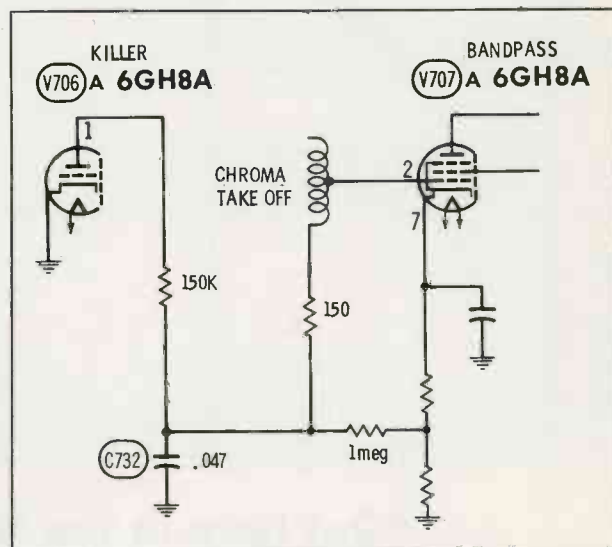 KILLER
V706 A 6GH8A
BANDPASS
V707 A 6GH8A
1
2
7
CHROMA
TAKE OFF
150K
150
1meg
C732 .047